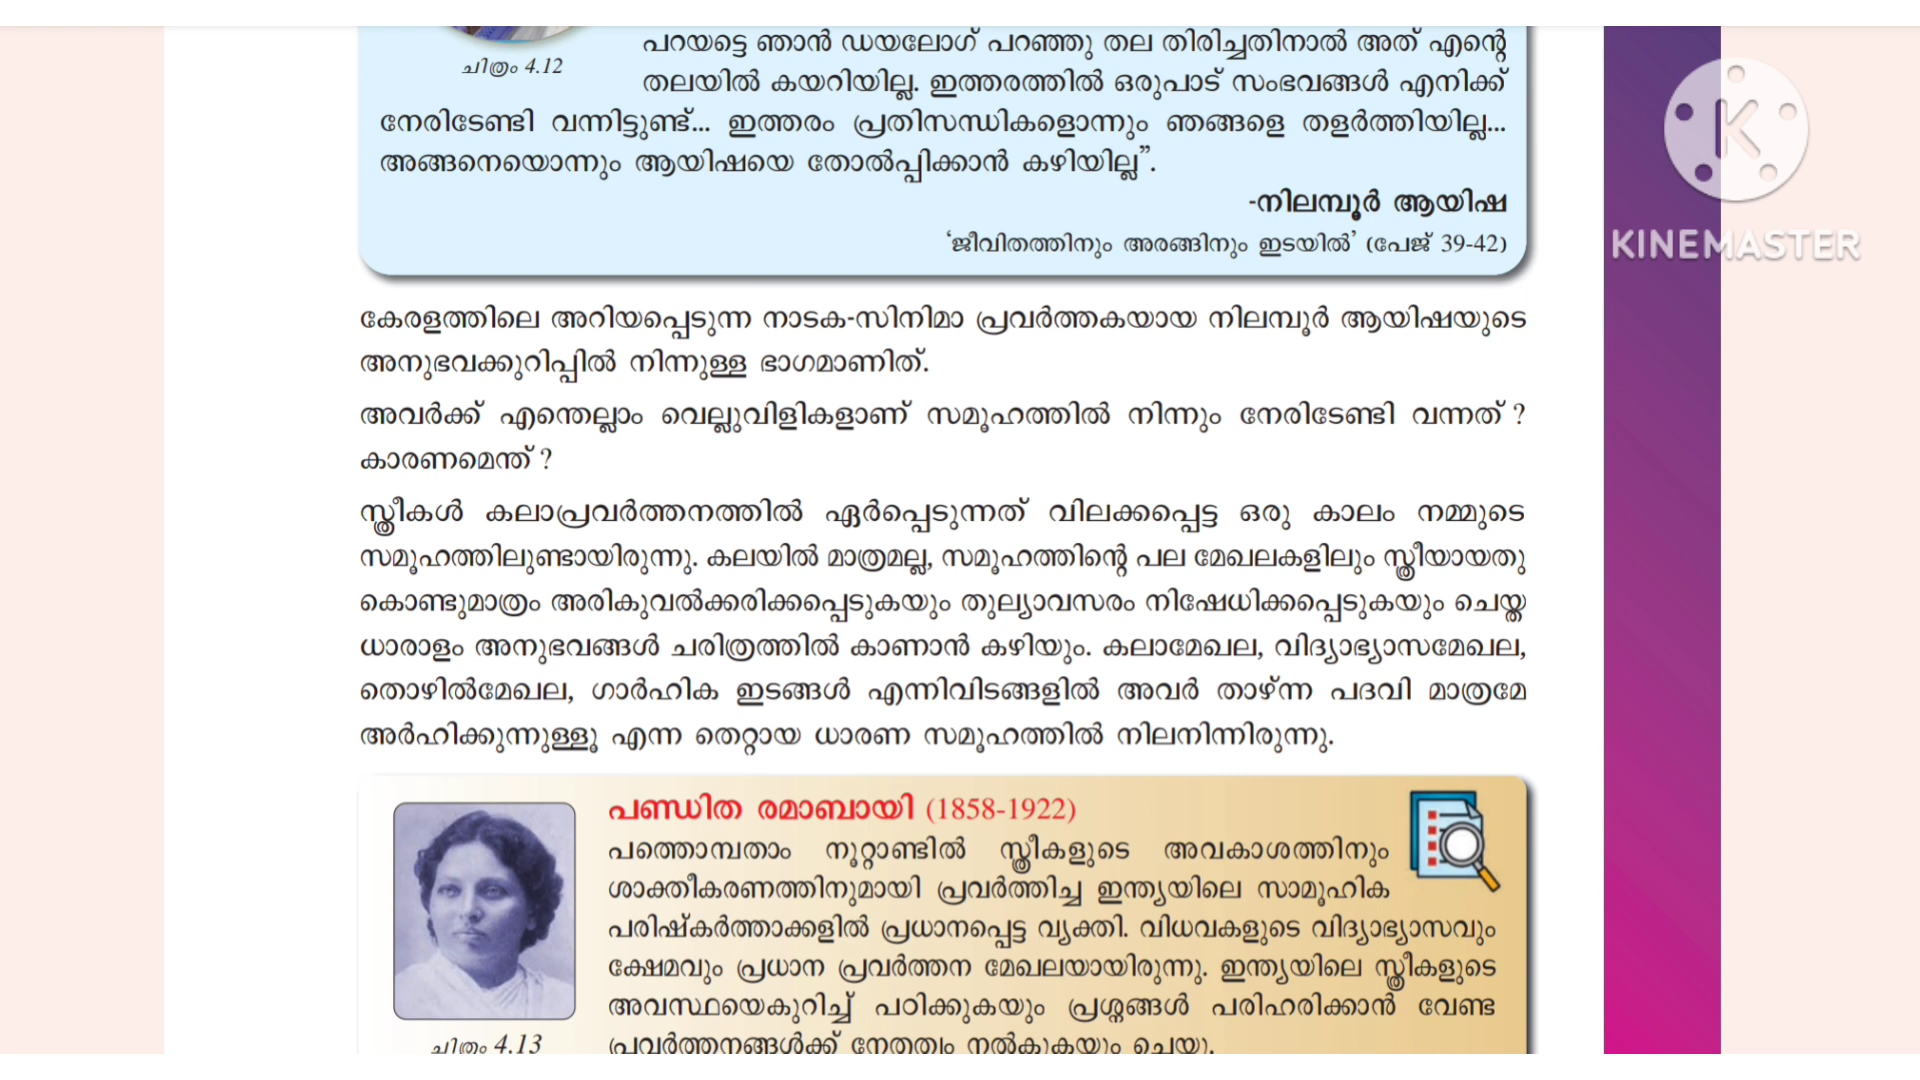 പറയട്ടെ ഞാൻ ഡയലോഗ് പറഞ്ഞു തല തിരിച്ചതിനാൽ അത് എന്റെ
ചിത്രം 4.12
തലയിൽ കയറിയില്ല. ഇത്തരത്തിൽ ഒരുപാട് സംഭവങ്ങൾ എനിക്ക്
നേരിടേണ്ടി വന്നിട്ടുണ്ട്... ഇത്തരം പ്രതിസന്ധികളൊന്നും ഞങ്ങളെ തളർത്തിയില്ല...
അങ്ങനെയൊന്നും ആയിഷയെ തോൽപ്പിക്കാൻ കഴിയില്ല”.
-നിലമ്പൂർ ആയിഷ
‘ജീവിതത്തിനും അരങ്ങിനും ഇടയിൽ’ (പേജ് 39-42)
കേരളത്തിലെ അറിയപ്പെടുന്ന നാടക-സിനിമാ പ്രവർത്തകയായ നിലമ്പൂർ ആയിഷയുടെ
അനുഭവക്കുറിപ്പിൽ നിന്നുള്ള ഭാഗമാണിത്.
അവർക്ക് എന്തെല്ലാം വെല്ലുവിളികളാണ് സമൂഹത്തിൽ നിന്നും നേരിടേണ്ടി വന്നത് ?
കാരണമെന്ത് ?
സ്ത്രീകൾ കലാപ്രവർത്തനത്തിൽ ഏർപ്പെടുന്നത് വിലക്കപ്പെട്ട ഒരു കാലം നമ്മുടെ
സമൂഹത്തിലുണ്ടായിരുന്നു. കലയിൽ മാത്രമല്ല, സമൂഹത്തിന്റെ പല മേഖലകളിലും സ്ത്രീയായതു
കൊണ്ടുമാത്രം അരികുവൽക്കരിക്കപ്പെടുകയും തുല്യാവസരം നിഷേധിക്കപ്പെടുകയും ചെയ്ത
ധാരാളം അനുഭവങ്ങൾ ചരിത്രത്തിൽ കാണാൻ കഴിയും. കലാമേഖല, വിദ്യാഭ്യാസമേഖല,
തൊഴിൽമേഖല, ഗാർഹിക ഇടങ്ങൾ എന്നിവിടങ്ങളിൽ അവർ താഴ്ന്ന പദവി മാത്രമേ
അർഹിക്കുന്നുള്ളൂ എന്ന തെറ്റായ ധാരണ സമൂഹത്തിൽ നിലനിന്നിരുന്നു.
പണ്ഡിത രമാബായി (1858-1922)
പത്തൊമ്പതാം നൂറ്റാണ്ടിൽ സ്ത്രീകളുടെ അവകാശത്തിനും
ശാക്തീകരണത്തിനുമായി പ്രവർത്തിച്ച ഇന്ത്യയിലെ സാമൂഹിക
പരിഷ്കർത്താക്കളിൽ പ്രധാനപ്പെട്ട വ്യക്തി. വിധവകളുടെ വിദ്യാഭ്യാസവും
ക്ഷേമവും പ്രധാന പ്രവർത്തന മേഖലയായിരുന്നു. ഇന്ത്യയിലെ സ്ത്രീകളുടെ
അവസ്ഥയെകുറിച്ച് പഠിക്കുകയും പ്രശ്നങ്ങൾ പരിഹരിക്കാൻ വേണ്ട
പ്രവർത്തനങ്ങൾക്ക് നേതൃത്വം നൽകുകയും ചെയ്തു.
ചിത്രം 4.13
KINEMASTER